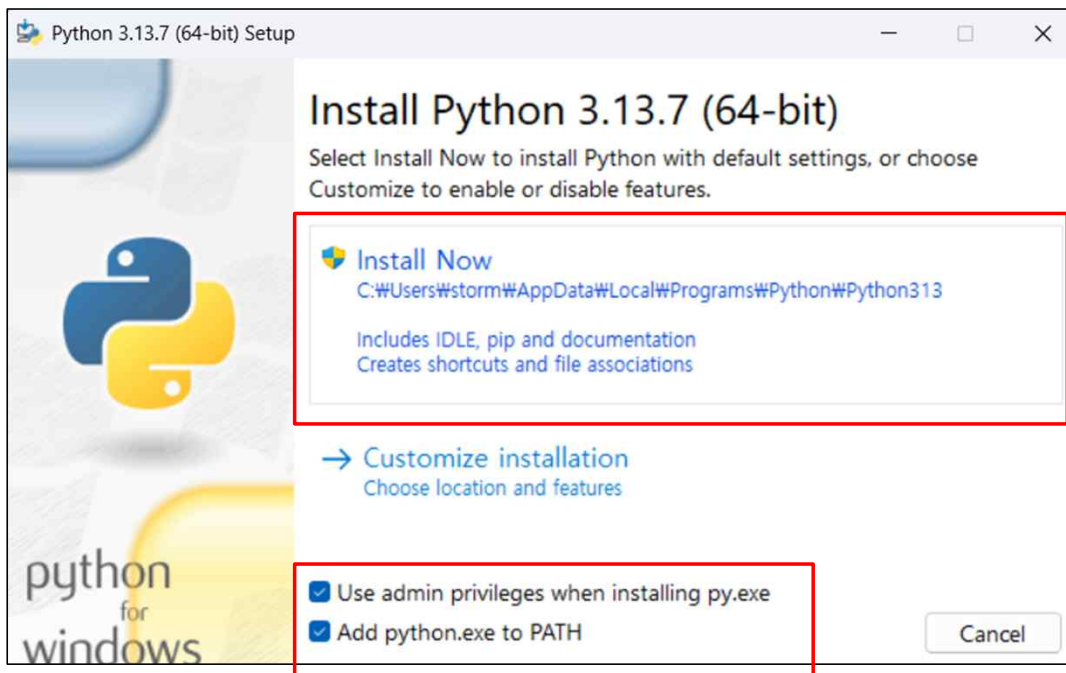 Python 3.13.7 (64-bit) Setup
Install Python 3.13.7 (64-bit)
Select Install Now to install Python with default settings, or choose
Customize to enable or disable features.
Install Now
C:₩Users₩storm₩AppData₩Local₩Programs₩Python₩Python313
Includes IDLE, pip and documentation
Creates shortcuts and file associations
→ Customize installation
Choose location and features
python
for
windows
Use admin privileges when installing py.exe
Add python.exe to PATH
Cancel